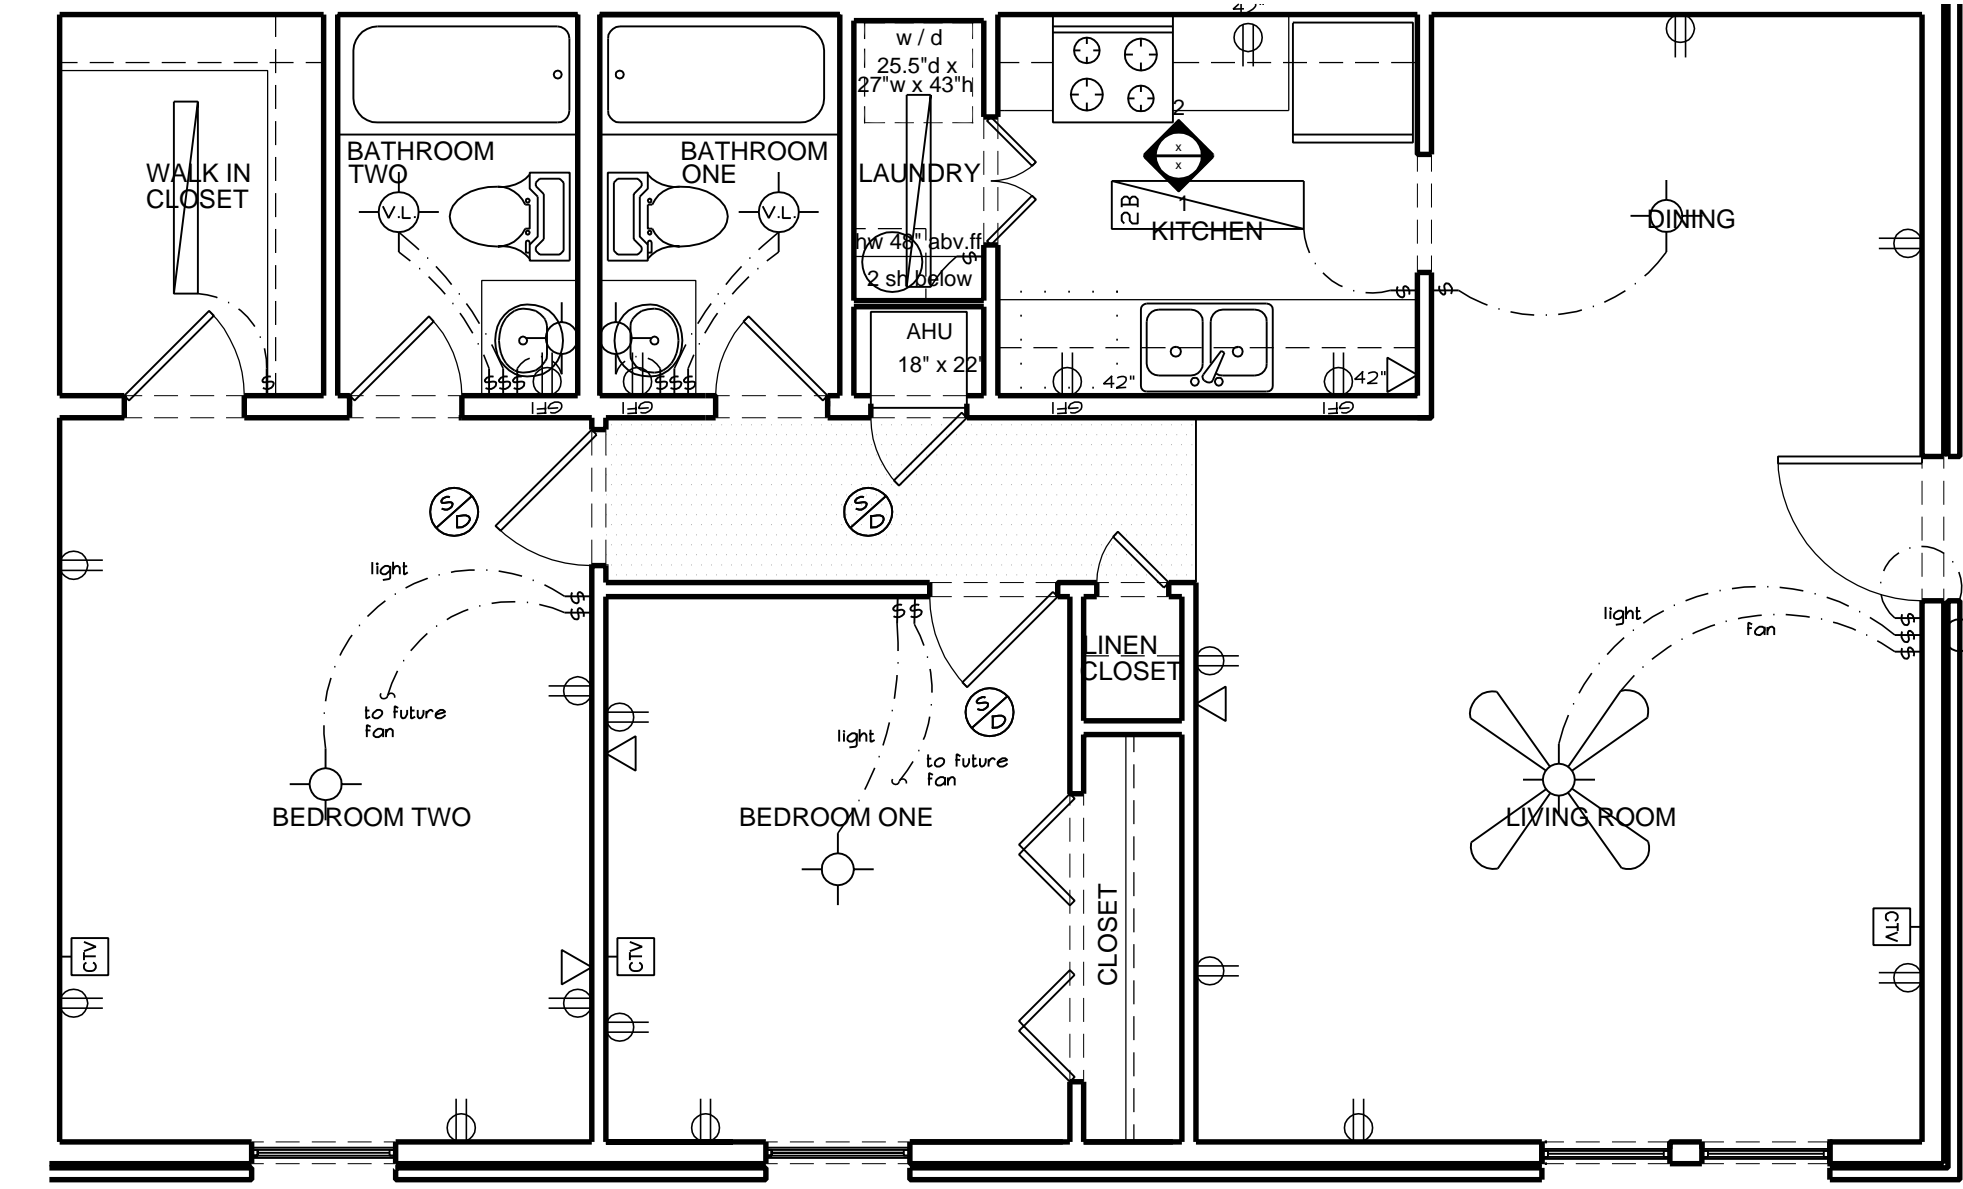 45"
w / d
25.5"d x
27"w x 43"h
2
x
x
1
WALK IN
CLOSET
BATHROOM
TWO
V.L.
BATHROOM
ONE
V.L.
LAUNDRY
2B
KITCHEN
DINING
hw 48" abv.ff
2 sh below
S
$
$
AHU
18" x 22"
$
$$$
$$$
42"
42"
GFI
GFI
GFI
GFI
S/D
S/D
light
$
$
$$
LINEN
CLOSET
light
fan
$
$
$
to future
fan
S/D
light
to future
fan
BEDROOM TWO
BEDROOM ONE
LIVING ROOM
CLOSET
CTV
CTV
CTV